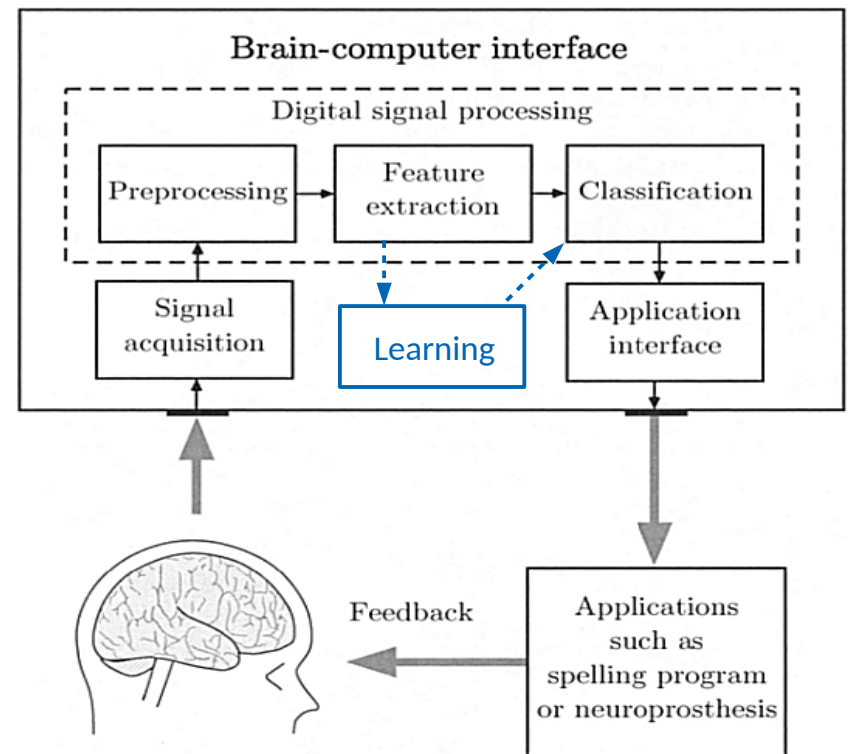 Brain-computer interface
Digital signal processing
Preprocessing
Feature
extraction
Classification
Signal
acquisition
Learning
Application
interface
Feedback
Applications
such as
spelling program
or neuroprosthesis